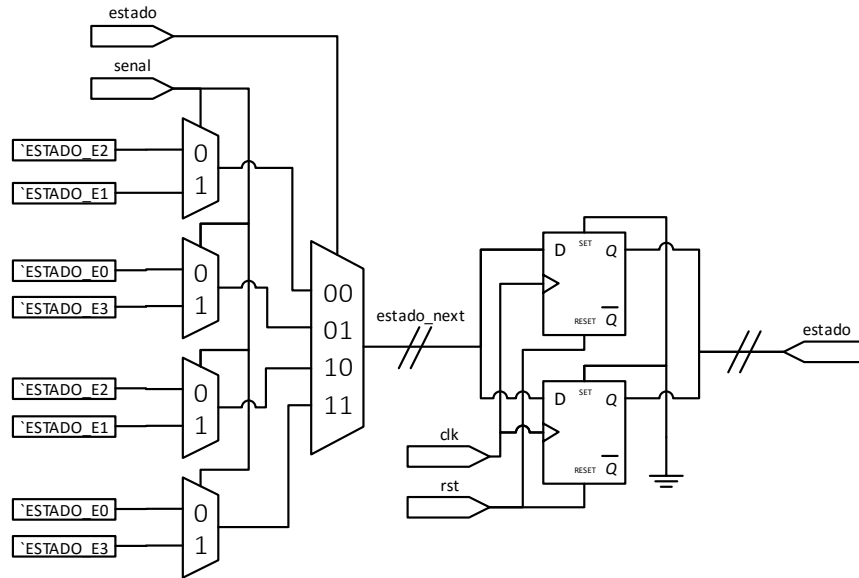 estado
senal
`ESTADO_E2
0
`ESTADO_E1
1
`ESTADO_E0
0
`ESTADO_E3
1
`ESTADO_E2
0
`ESTADO_E1
1
`ESTADO_E0
0
`ESTADO_E3
1
00
01
10
11
estado_next
D SET Q
RESET Q
D SET Q
RESET Q
clk
rst
estado